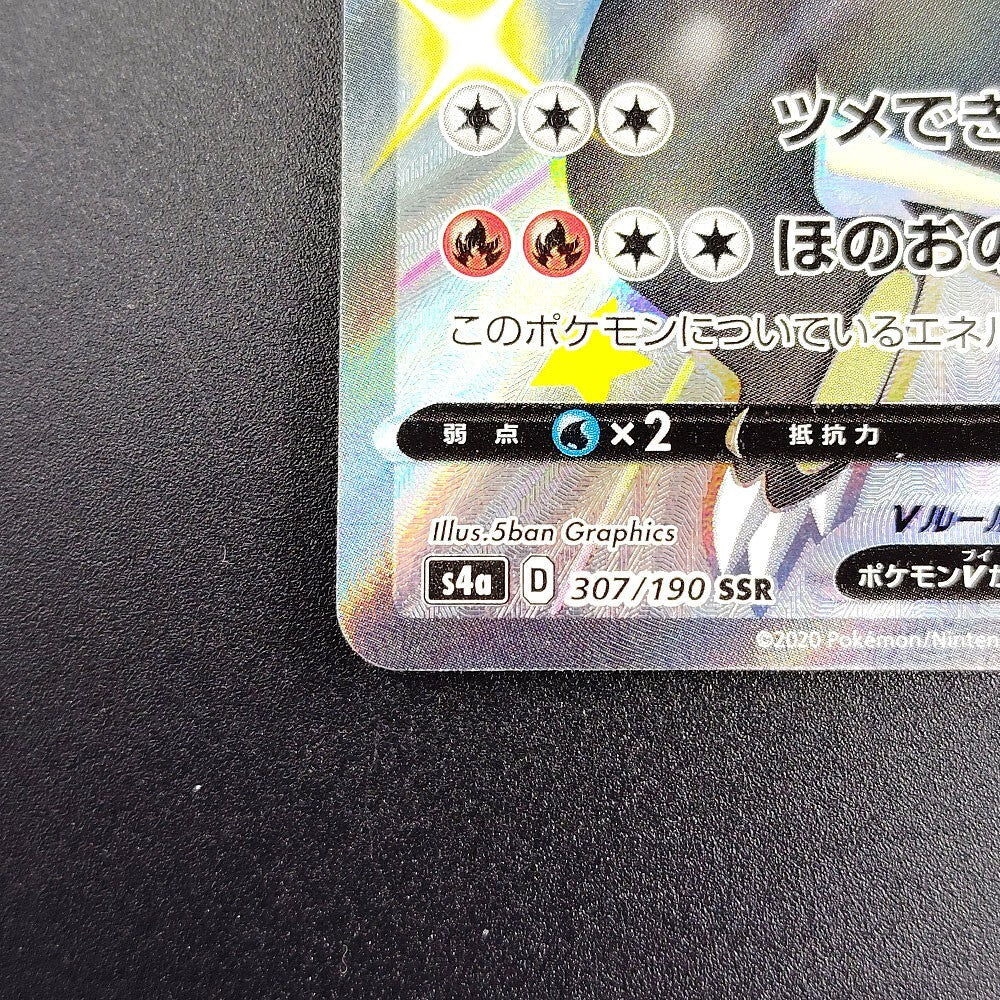 ツメでき
ほのおの
このポケモンについているエネル
弱点 ×2 抵抗力
Illus.5ban Graphics
Vルール
s4a D 307/190 SSR
ブイ
ポケモンVが
©2020 Pokémon/Ninten